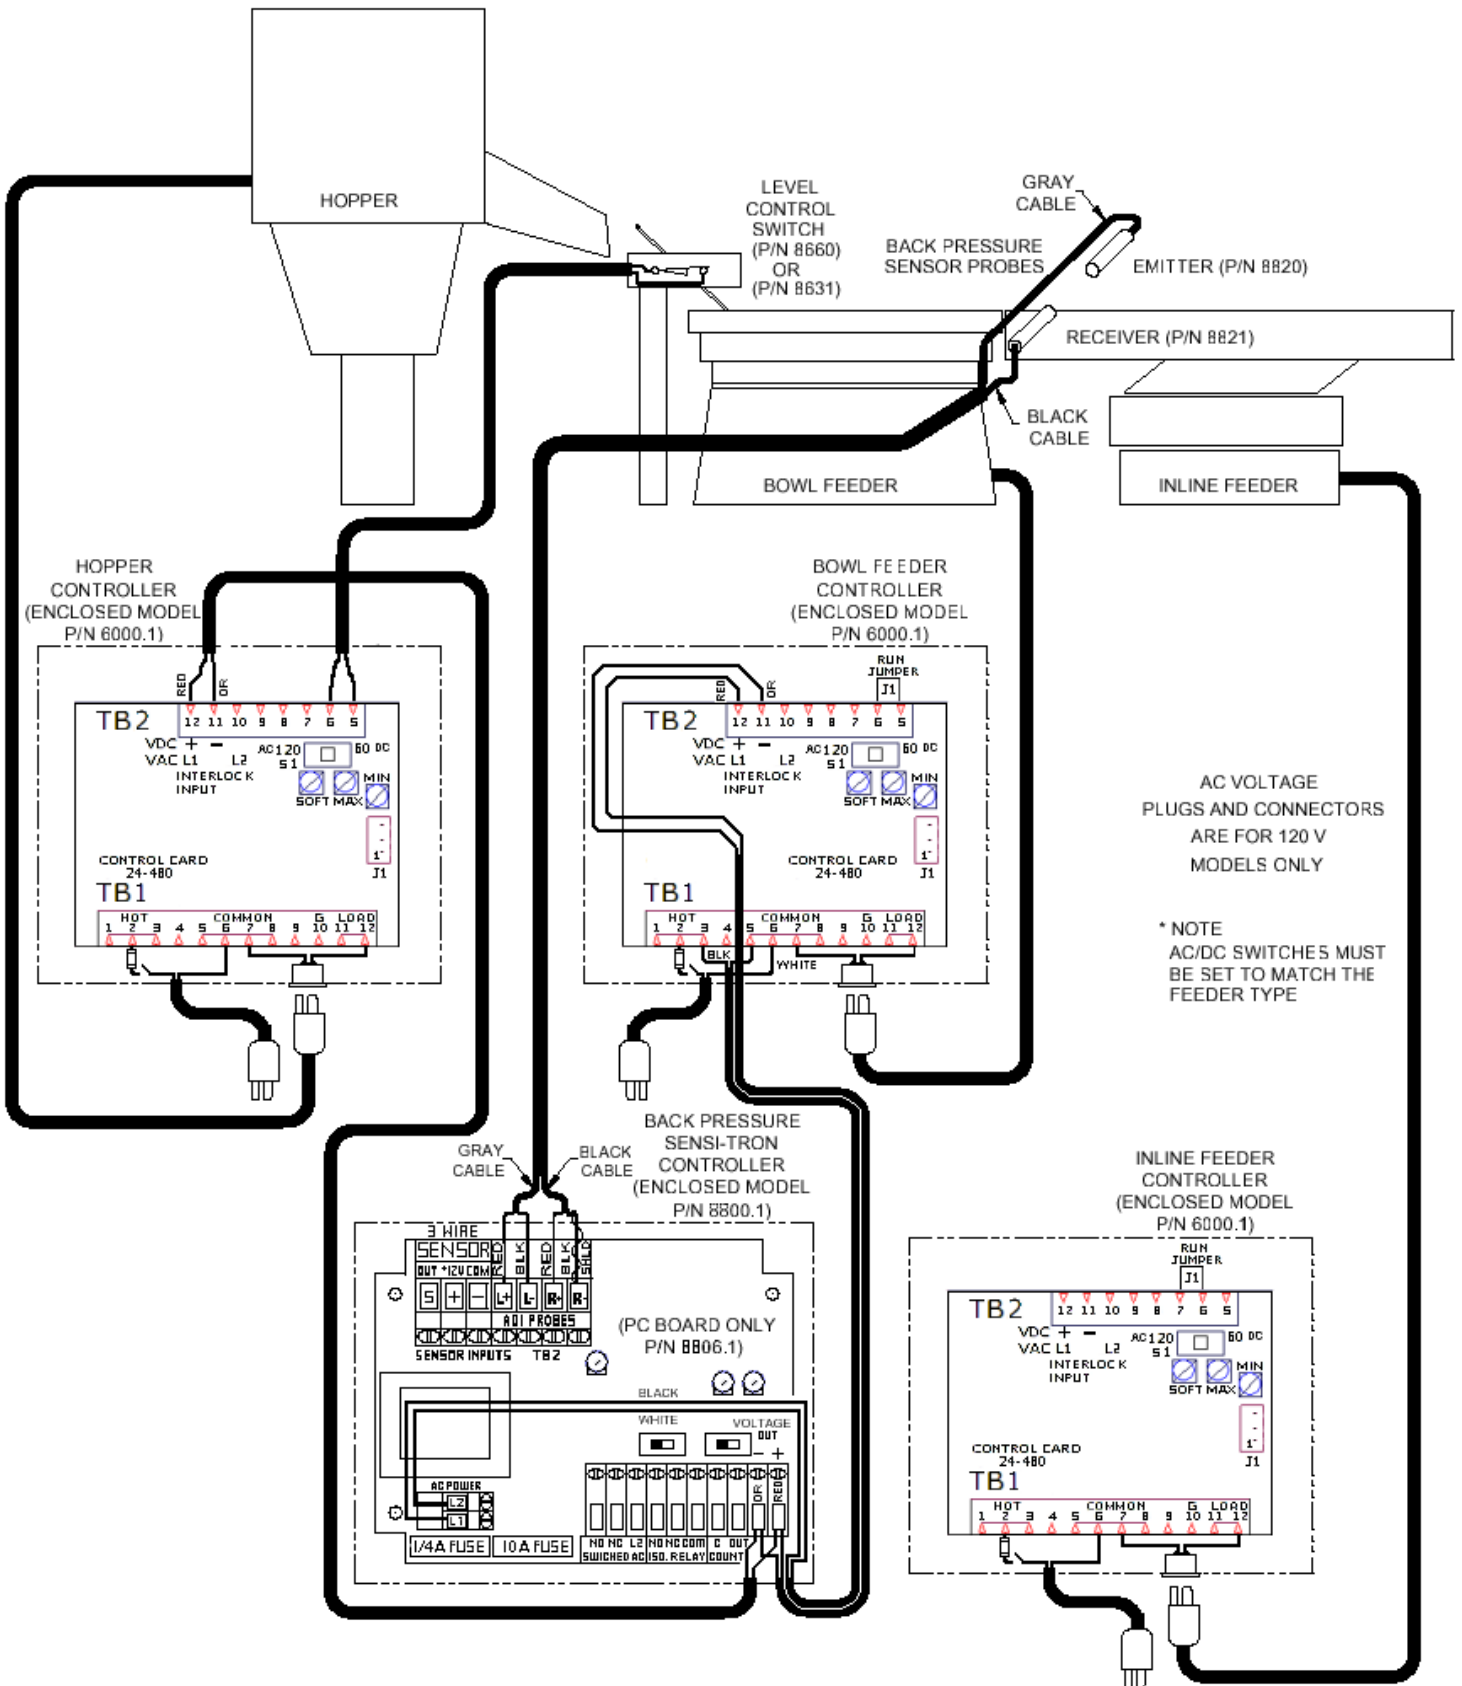 HOPPER
LEVEL
CONTROL
SWITCH
(P/N 8660)
OR
(P/N 8631)
GRAY
CABLE
BACK PRESSURE
SENSOR PROBES
EMITTER (P/N 8820)
RECEIVER (P/N 8821)
BLACK
CABLE
BOWL FEEDER
INLINE FEEDER
HOPPER
CONTROLLER
(ENCLOSED MODEL
P/N 6000.1)
RED
OR
TB2
12 11 10 9 8 7 6 5
VDC + −
VAC L1 L2
INTERLOCK
INPUT
AC 120 60 DC
S1
SOFT MAX
MIN
1
J1
CONTROL CARD
24-480
TB1
HOT COMMON G LOAD
1 2 3 4 5 6 7 8 9 10 11 12
BOWL FEEDER
CONTROLLER
(ENCLOSED MODEL
P/N 6000.1)
RUN
JUMPER
J1
RED
OR
TB2
12 11 10 9 8 7 6 5
VDC + −
VAC L1 L2
INTERLOCK
INPUT
AC 120 60 DC
S1
SOFT MAX
MIN
1
J1
CONTROL CARD
24-480
TB1
HOT COMMON G LOAD
1 2 3 4 5 6 7 8 9 10 11 12
BLK
WHITE
AC VOLTAGE
PLUGS AND CONNECTORS
ARE FOR 120 V
MODELS ONLY
* NOTE
AC/DC SWITCHES MUST
BE SET TO MATCH THE
FEEDER TYPE
BACK PRESSURE
SENSI-TRON
CONTROLLER
(ENCLOSED MODEL
P/N 8800.1)
GRAY
CABLE
BLACK
CABLE
3 WIRE
SENSOR
OUT +12V COM
RED
BLK
RED
BLK
SHLD
S + − L+ L- R+ R-
ADI PROBES
SENSOR INPUTS TB2
(PC BOARD ONLY
P/N 8806.1)
BLACK
WHITE
VOLTAGE
OUT
− +
OR
RED
AC POWER
L2
L1
1/4A FUSE
10A FUSE
NO NC L2 NO NC COM C OUT
SWICHED AC ISO. RELAY COUNT
INLINE FEEDER
CONTROLLER
(ENCLOSED MODEL
P/N 6000.1)
RUN
JUMPER
J1
TB2
12 11 10 9 8 7 6 5
VDC + −
VAC L1 L2
INTERLOCK
INPUT
AC 120 60 DC
S1
SOFT MAX
MIN
1
J1
CONTROL CARD
24-480
TB1
HOT COMMON G LOAD
1 2 3 4 5 6 7 8 9 10 11 12